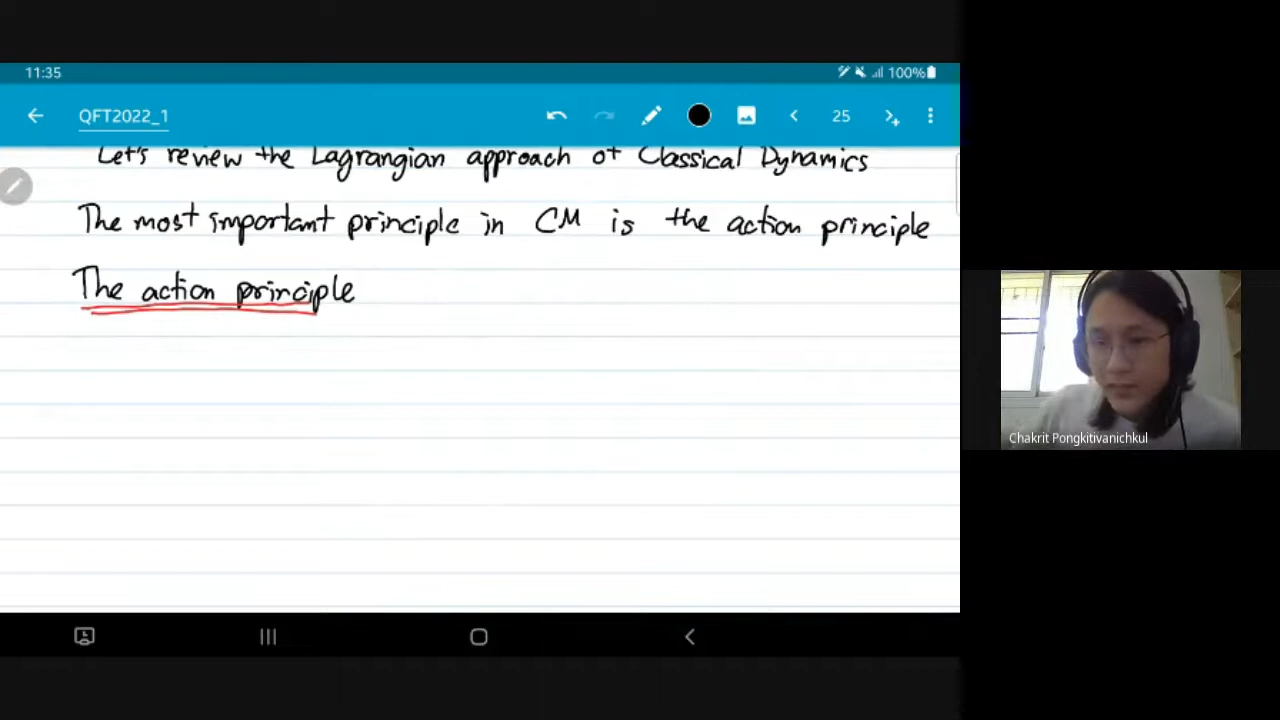 11:35
100%
QFT2022_1
25
Let's review the Lagrangian approach of Classical Dynamics
The most important principle in CM is the action principle
The action principle
Chakrit Pongkitivanichkul